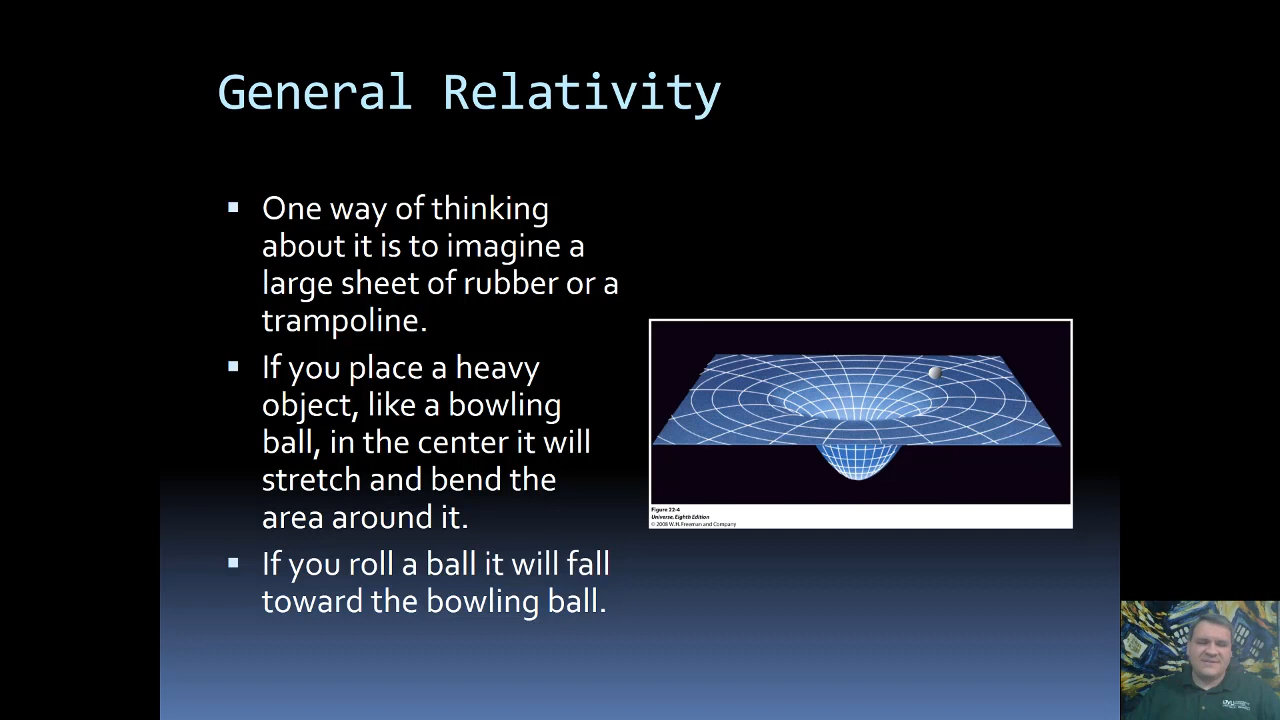 General Relativity
▪ One way of thinking
about it is to imagine a
large sheet of rubber or a
trampoline.
▪ If you place a heavy
object, like a bowling
ball, in the center it will
stretch and bend the
area around it.
▪ If you roll a ball it will fall
toward the bowling ball.
Figure 22-4
Universe, Eighth Edition
© 2008 W.H. Freeman and Company
UVU